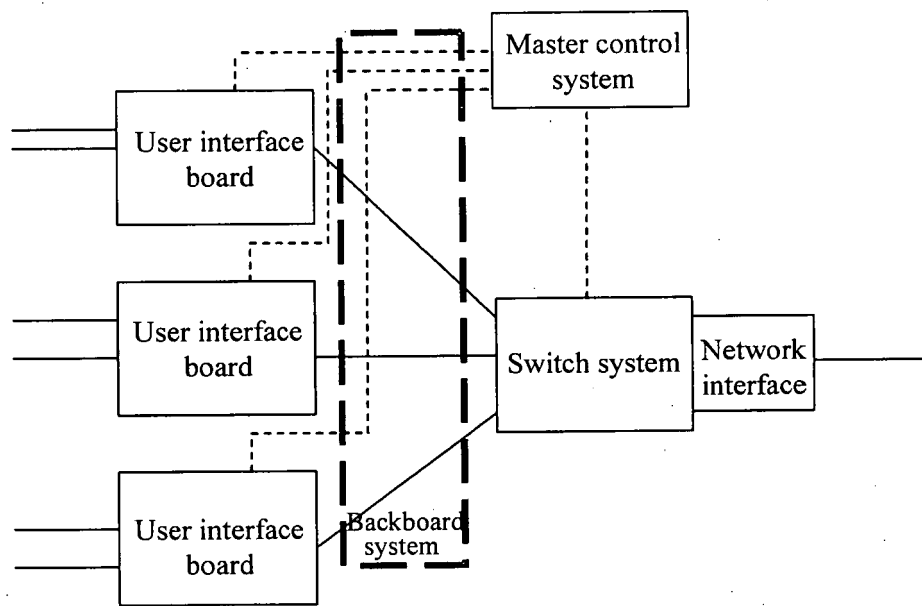 Master control
system
User interface
board
User interface
board
Switch system
Network
interface
User interface
board
Backboard
system